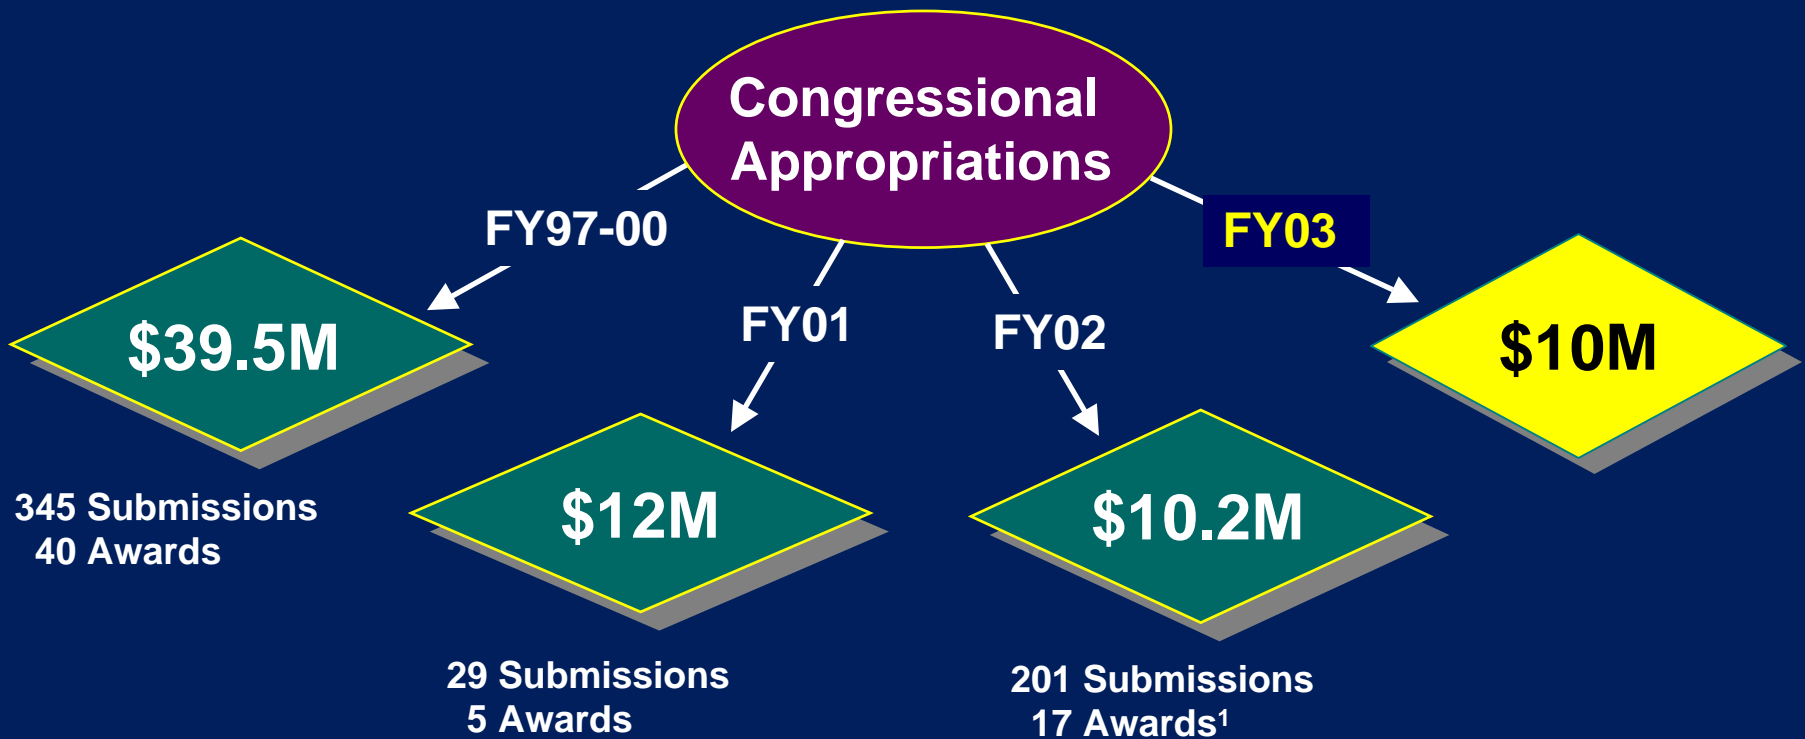 Congressional
Appropriations
FY97-00
FY01
FY02
FY03
$39.5M
345 Submissions
40 Awards
$12M
29 Submissions
5 Awards
$10.2M
201 Submissions
17 Awards¹
$10M